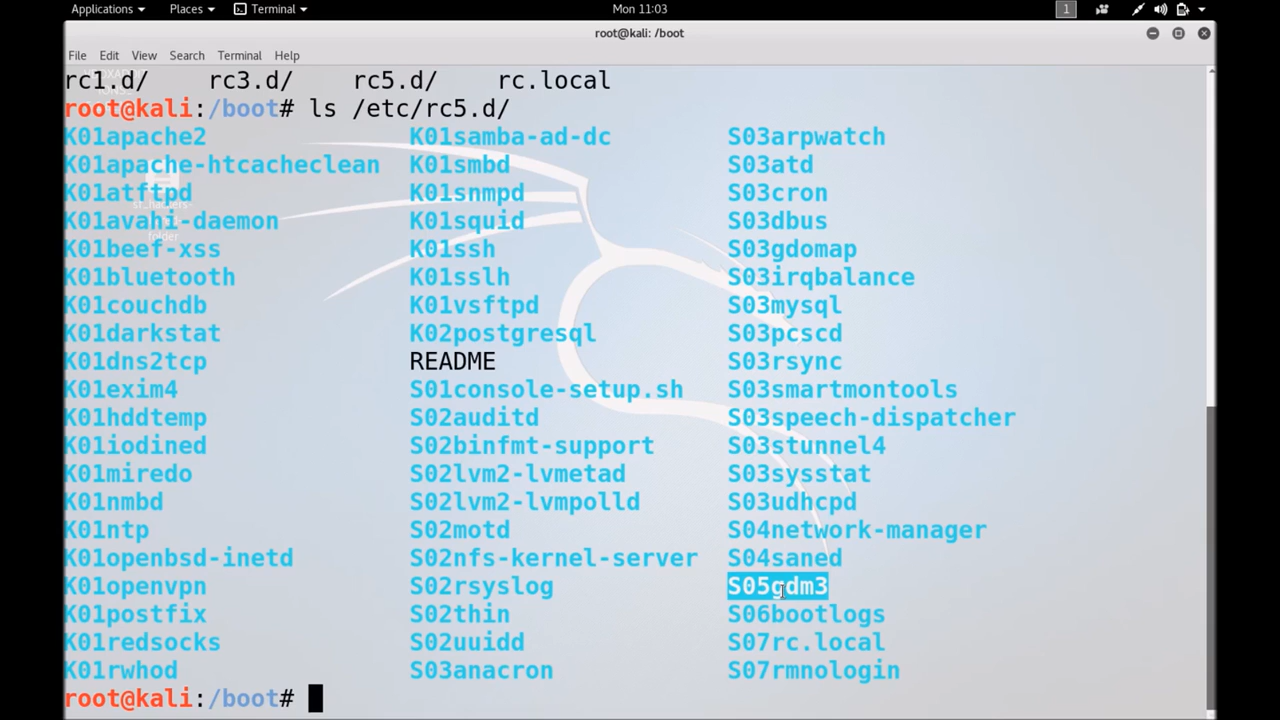 Applications Places Terminal Mon 11:03 1
root@kali: /boot
File Edit View Search Terminal Help
rc1.d/ rc3.d/ rc5.d/ rc.local
root@kali:/boot# ls /etc/rc5.d/
K01apache2 K01samba-ad-dc S03arpwatch
K01apache-htcacheclean K01smbd S03atd
K01atftpd K01snmpd S03cron
K01avahi-daemon K01squid S03dbus
K01beef-xss K01ssh S03gdomap
K01bluetooth K01sslh S03irqbalance
K01couchdb K01vsftpd S03mysql
K01darkstat K02postgresql S03pcscd
K01dns2tcp README S03rsync
K01exim4 S01console-setup.sh S03smartmontools
K01hddtemp S02auditd S03speech-dispatcher
K01iodined S02binfmt-support S03stunnel4
K01miredo S02lvm2-lvmetad S03sysstat
K01nmbd S02lvm2-lvmpolld S03udhcpd
K01ntp S02motd S04network-manager
K01openbsd-inetd S02nfs-kernel-server S04saned
K01openvpn S02rsyslog S05gdm3
K01postfix S02thin S06bootlogs
K01redsocks S02uuidd S07rc.local
K01rwhod S03anacron S07rmnologin
root@kali:/boot#
folder